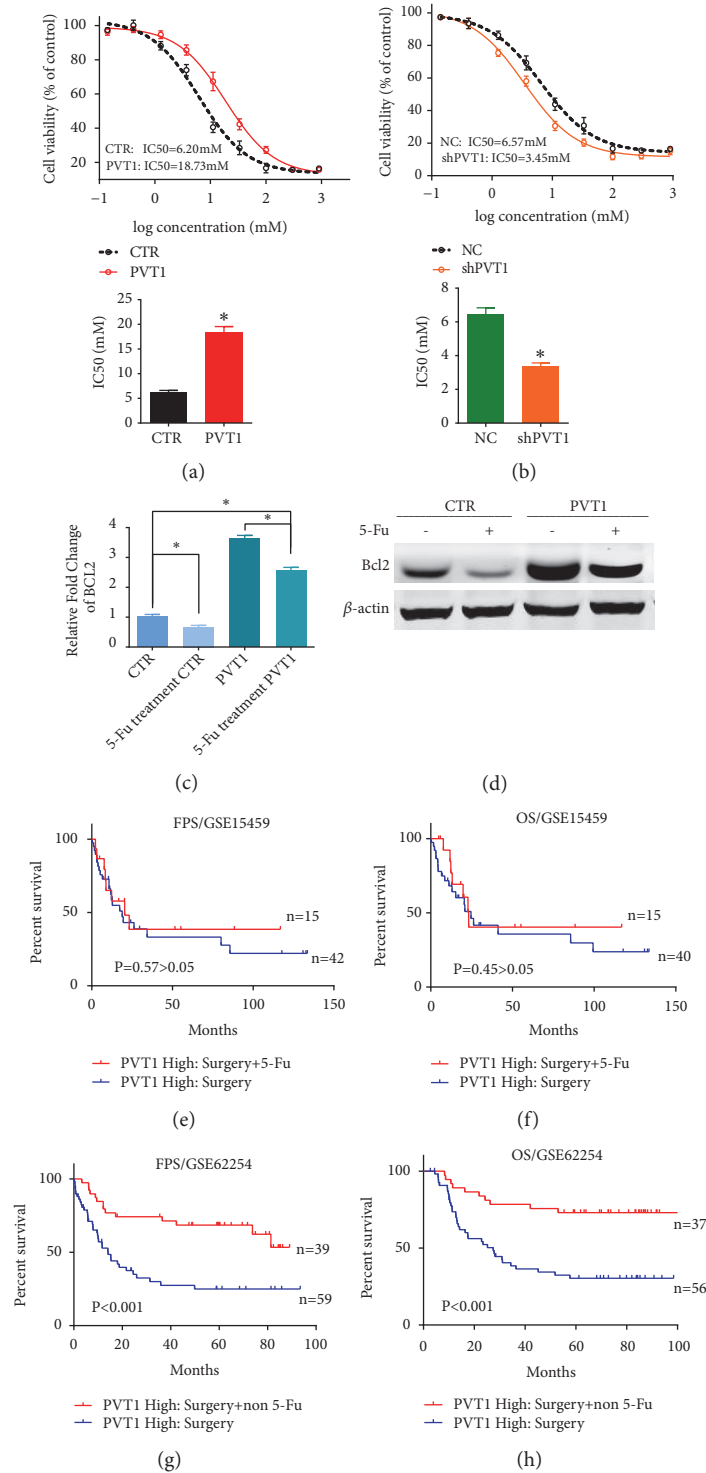 100
80
60
40
20
Cell viability (% of control)
CTR: IC50=6.20mM
PVT1: IC50=18.73mM
−1 0 1 2 3
log concentration (mM)
CTR
PVT1
25
20
15
10
5
0
IC50 (mM)
*
CTR PVT1
(a)
100
80
60
40
20
0
Cell viability (% of control)
NC: IC50=6.57mM
shPVT1: IC50=3.45mM
−1 0 1 2 3
log concentration (mM)
NC
shPVT1
8
6
4
2
0
IC50 (mM)
*
NC shPVT1
(b)
Relative Fold Change
of BCL2
4
3
2
1
0
*
*
*
CTR
5-Fu treatment CTR
PVT1
5-Fu treatment PVT1
(c)
CTR PVT1
5-Fu - + - +
Bcl2
β-actin
(d)
FPS/GSE15459
100
50
0
Percent survival
n=15
n=42
P=0.57>0.05
0 50 100 150
Months
PVT1 High: Surgery+5-Fu
PVT1 High: Surgery
(e)
OS/GSE15459
100
50
0
Percent survival
n=15
n=40
P=0.45>0.05
0 50 100 150
Months
PVT1 High: Surgery+5-Fu
PVT1 High: Surgery
(f)
FPS/GSE62254
100
50
0
Percent survival
n=39
n=59
P<0.001
0 20 40 60 80 100
Months
PVT1 High: Surgery+non 5-Fu
PVT1 High: Surgery
(g)
OS/GSE62254
100
50
0
Percent survival
n=37
n=56
P<0.001
0 20 40 60 80 100
Months
PVT1 High: Surgery+non 5-Fu
PVT1 High: Surgery
(h)